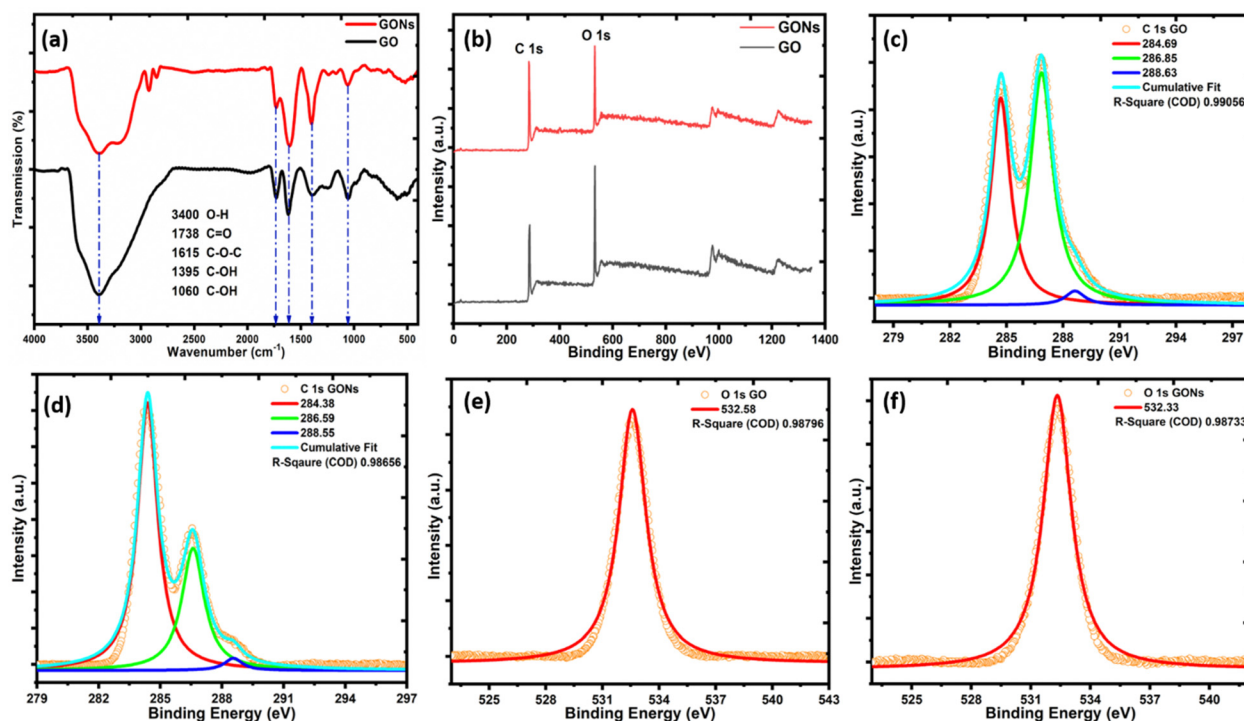 (a)
GONs
GO
Transmission (%)
3400 O-H
1738 C=O
1615 C-O-C
1395 C-OH
1060 C-OH
4000 3500 3000 2500 2000 1500 1000 500
Wavenumber (cm⁻¹)
(b)
GONs
GO
C 1s
O 1s
Intensity (a.u.)
0 200 400 600 800 1000 1200 1400
Binding Energy (eV)
(c)
C 1s GO
284.69
286.85
288.63
Cumulative Fit
R-Square (COD) 0.99056
Intensity (a.u.)
279 282 285 288 291 294 297
Binding Energy (eV)
(d)
C 1s GONs
284.38
286.59
288.55
Cumulative Fit
R-Sqaure (COD) 0.98656
Intensity (a.u.)
279 282 285 288 291 294 297
Binding Energy (eV)
(e)
O 1s GO
532.58
R-Square (COD) 0.98796
Intensity (a.u.)
525 528 531 534 537 540 543
Binding Energy (eV)
(f)
O 1s GONs
532.33
R-Square (COD) 0.98733
Intensity (a.u.)
525 528 531 534 537 540
Binding Energy (eV)